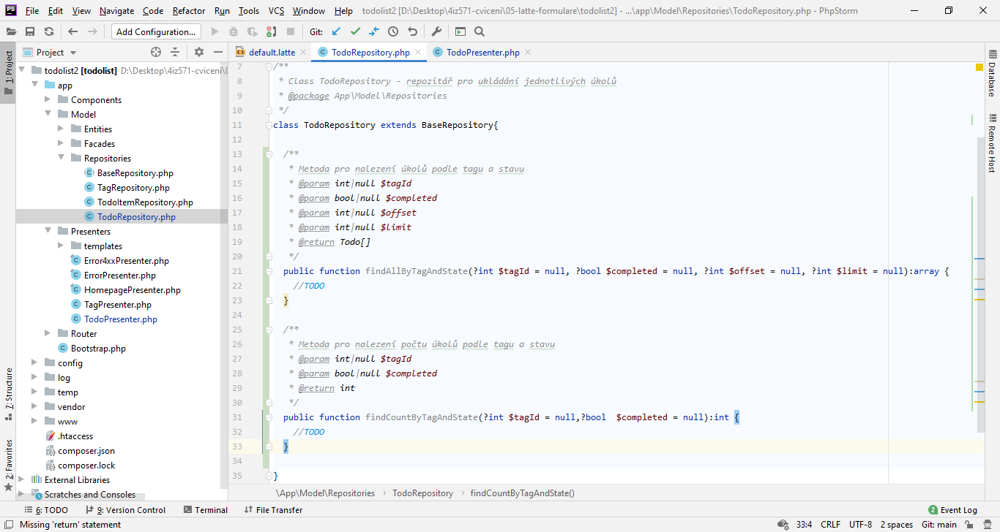 PS File Edit View Navigate Code Refactor Run Tools VCS Window Help todolist2 [D:\Desktop\4iz571-cviceni\05-latte-formulare\todolist2] - ...\app\Model\Repositories\TodoRepository.php - PhpStorm
Add Configuration... Git:
Project
default.latte TodoRepository.php TodoPresenter.php
1: Project
7: Structure
2: Favorites
todolist2 [todolist] D:\Desktop\4iz571-cviceni\
app
Components
Model
Entities
Facades
Repositories
BaseRepository.php
TagRepository.php
TodoItemRepository.php
TodoRepository.php
Presenters
templates
Error4xxPresenter.php
ErrorPresenter.php
HomepagePresenter.php
TagPresenter.php
TodoPresenter.php
Router
Bootstrap.php
config
log
temp
vendor
www
.htaccess
composer.json
composer.lock
External Libraries
Scratches and Consoles
7 /**
8 * Class TodoRepository - repozitář pro ukládání jednotlivých úkolů
9 * @package App\Model\Repositories
10 */
11 class TodoRepository extends BaseRepository{
12
13 /**
14 * Metoda pro nalezení úkolů podle tagu a stavu
15 * @param int|null $tagId
16 * @param bool|null $completed
17 * @param int|null $offset
18 * @param int|null $limit
19 * @return Todo[]
20 */
21 public function findAllByTagAndState(?int $tagId = null, ?bool $completed = null, ?int $offset = null, ?int $limit = null):array {
22 //TODO
23 }
24
25 /**
26 * Metoda pro nalezení počtu úkolů podle tagu a stavu
27 * @param int|null $tagId
28 * @param bool|null $completed
29 * @return int
30 */
31 public function findCountByTagAndState(?int $tagId = null,?bool  $completed = null):int {
32 //TODO
33 }
34
35 }
Database
Remote Host
\App\Model\Repositories › TodoRepository › findCountByTagAndState()
6: TODO 9: Version Control Terminal File Transfer 2 Event Log
Missing 'return' statement 33:4 CRLF UTF-8 2 spaces Git: main